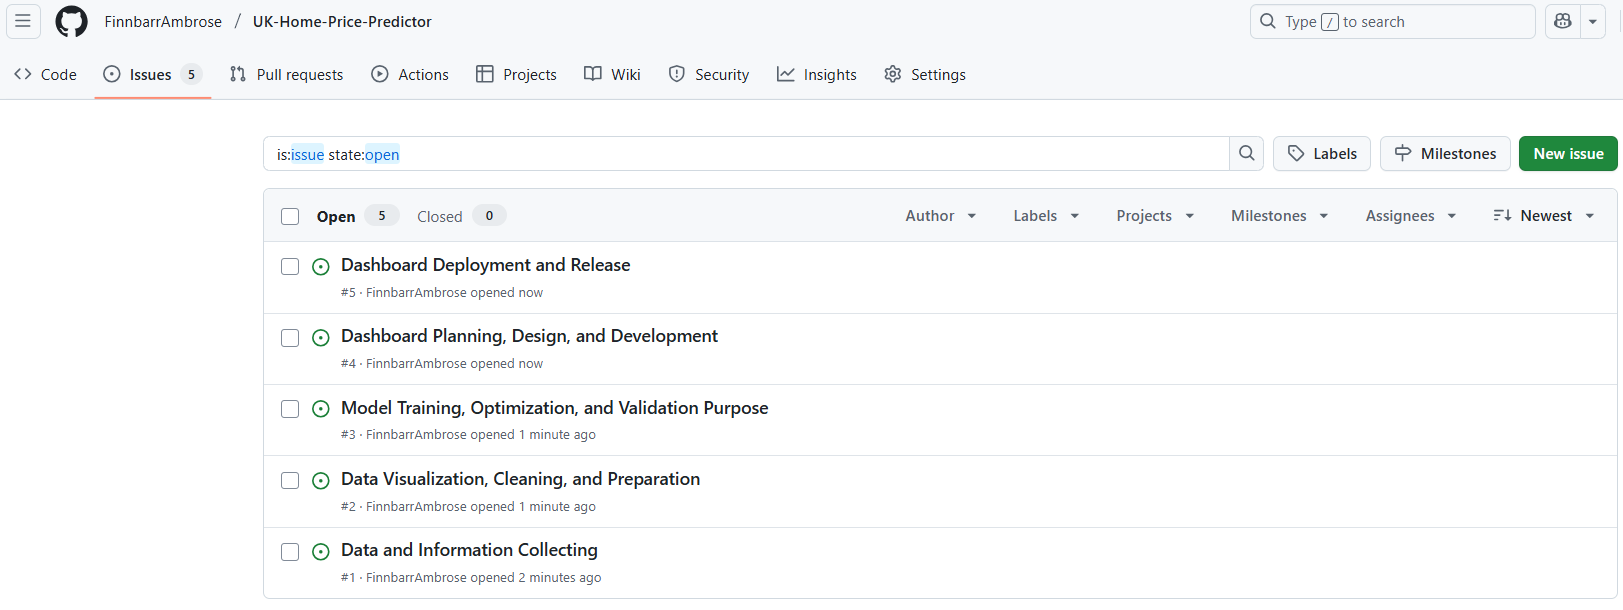 FinnbarrAmbrose / UK-Home-Price-Predictor Type / to search
Code Issues 5 Pull requests Actions Projects Wiki Security Insights Settings
is:issue state:open Labels Milestones New issue
Open 5 Closed 0 Author Labels Projects Milestones Assignees Newest
Dashboard Deployment and Release
#5 · FinnbarrAmbrose opened now
Dashboard Planning, Design, and Development
#4 · FinnbarrAmbrose opened now
Model Training, Optimization, and Validation Purpose
#3 · FinnbarrAmbrose opened 1 minute ago
Data Visualization, Cleaning, and Preparation
#2 · FinnbarrAmbrose opened 1 minute ago
Data and Information Collecting
#1 · FinnbarrAmbrose opened 2 minutes ago